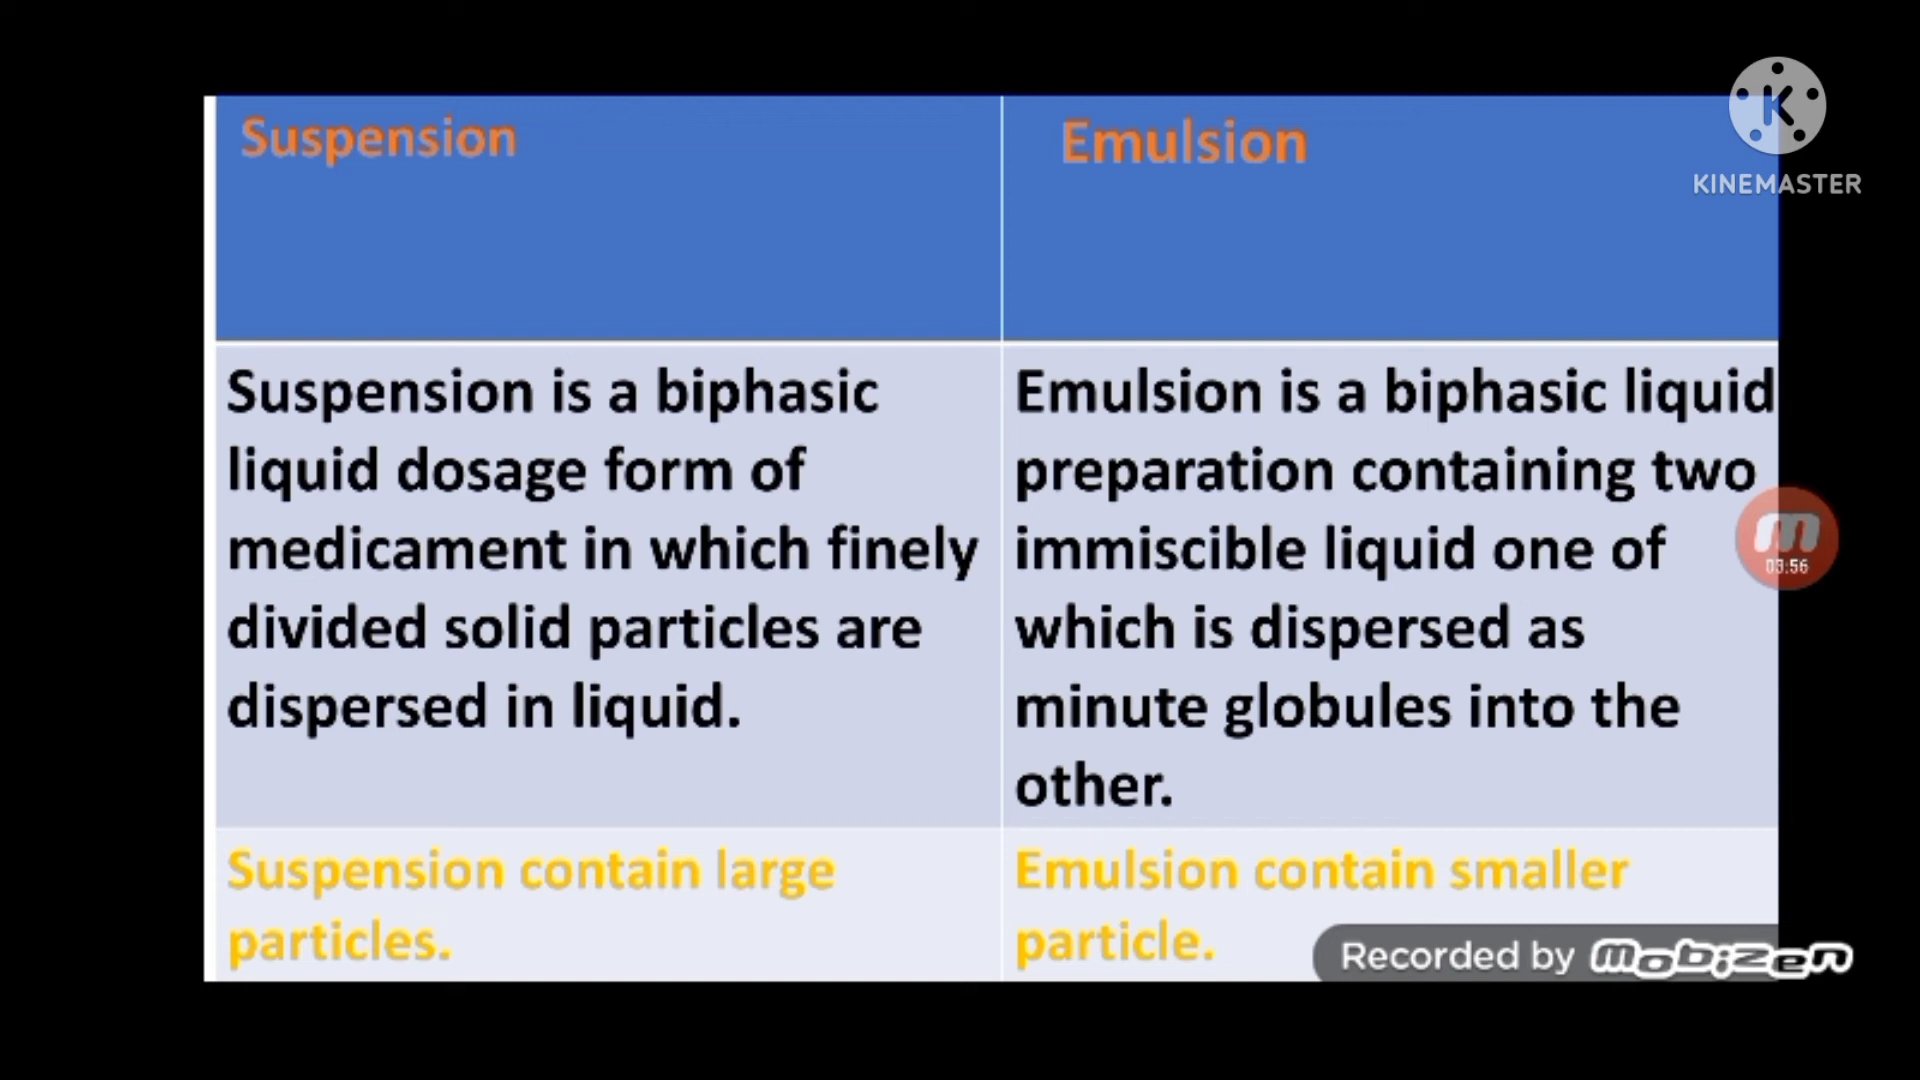 Suspension
Emulsion
KINEMASTER
Suspension is a biphasic
liquid dosage form of
medicament in which finely
divided solid particles are
dispersed in liquid.
Emulsion is a biphasic liquid
preparation containing two
immiscible liquid one of
which is dispersed as
minute globules into the
other.
03:56
Suspension contain large
particles.
Emulsion contain smaller
particle.
Recorded by mobizen